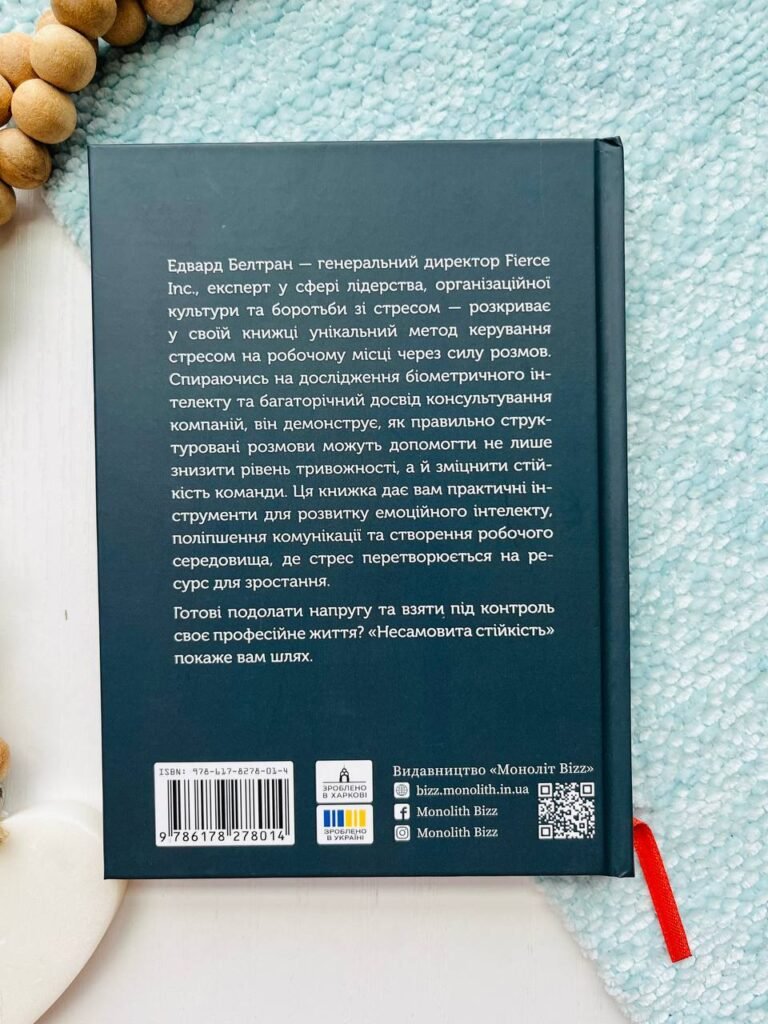 Едвард Белтран — генеральний директор Fierce
Inc., експерт у сфері лідерства, організаційної
культури та боротьби зі стресом — розкриває
у своїй книжці унікальний метод керування
стресом на робочому місці через силу розмов.
Спираючись на дослідження біометричного ін-
телекту та багаторічний досвід консультування
компаній, він демонструє, як правильно струк-
туровані розмови можуть допомогти не лише
знизити рівень тривожності, а й зміцнити стій-
кість команди. Ця книжка дає вам практичні ін-
струменти для розвитку емоційного інтелекту,
поліпшення комунікації та створення робочого
середовища, де стрес перетворюється на ре-
сурс для зростання.
Готові подолати напругу та взяти під контроль
своє професійне життя? «Несамовита стійкість»
покаже вам шлях.
ISBN: 978-617-8278-01-4
9 786178 278014
ЗРОБЛЕНО
В ХАРКОВІ
ЗРОБЛЕНО
В УКРАЇНІ
Видавництво «Моноліт Bizz»
bizz.monolith.in.ua
Monolith Bizz
Monolith Bizz